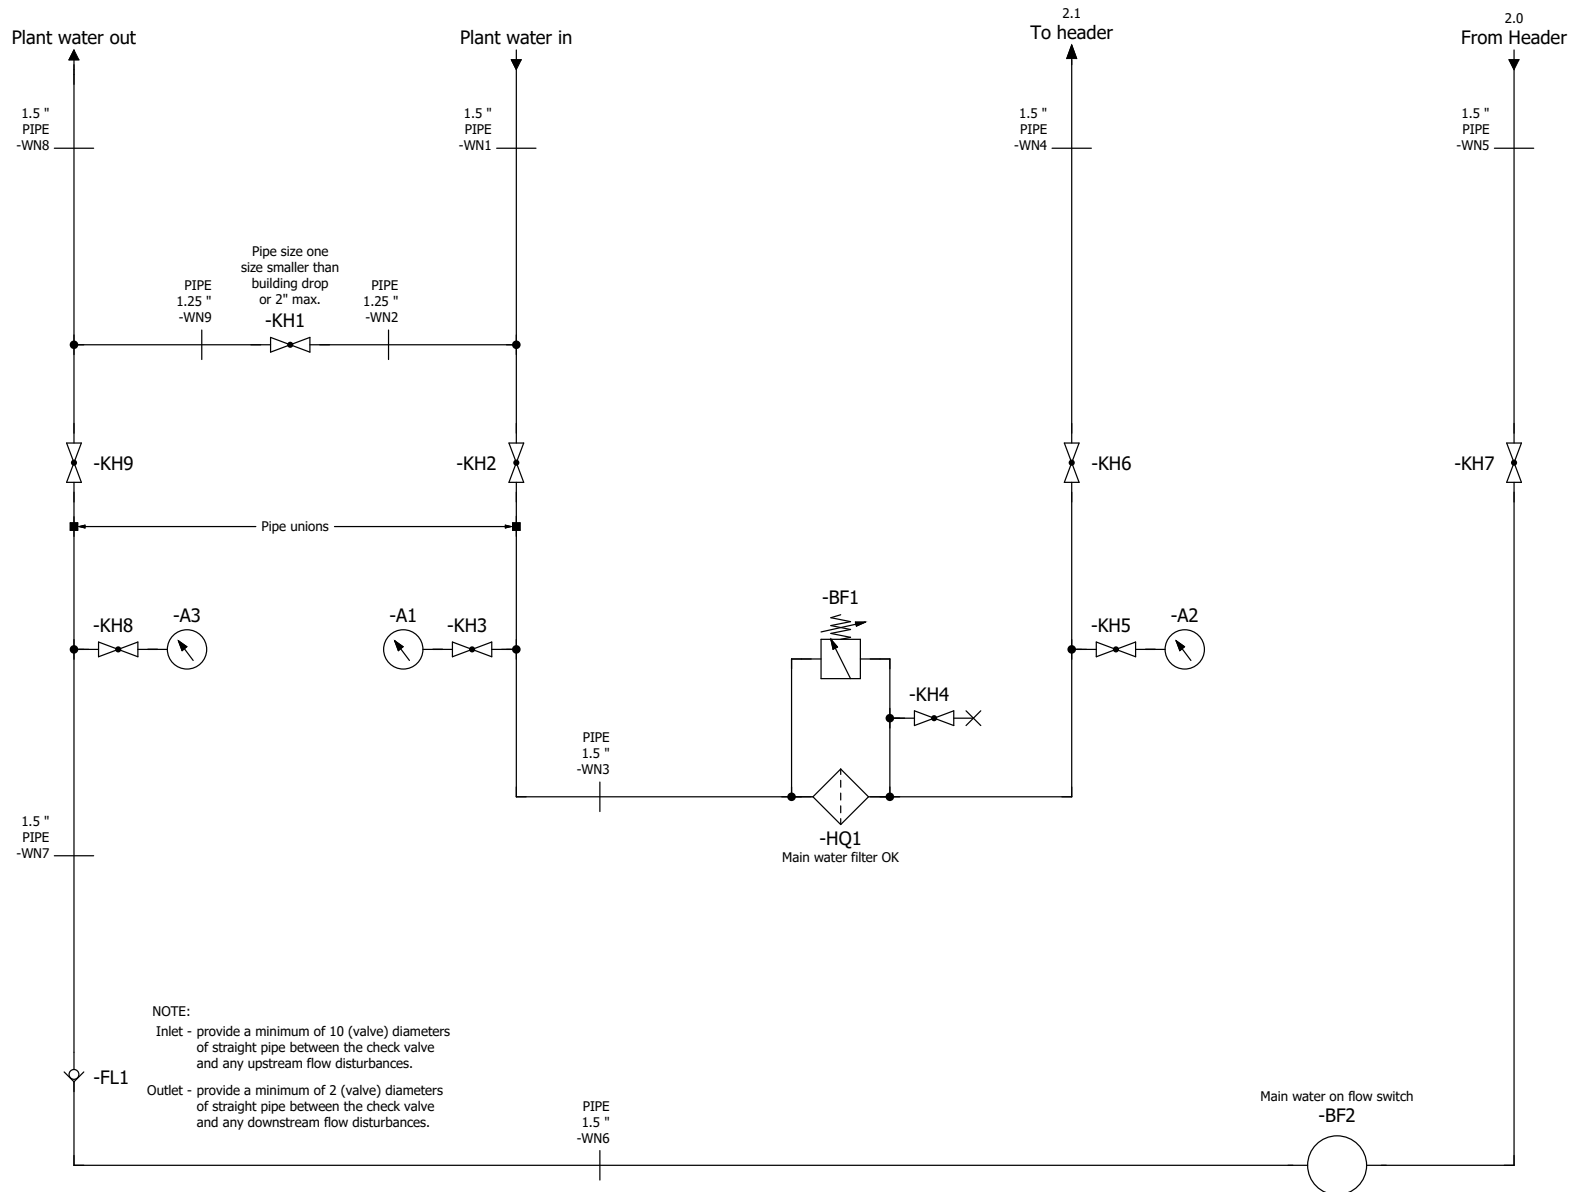 2.1
2.0
Plant water out
Plant water in
To header
From Header
1.5 "
PIPE
-WN8
1.5 "
PIPE
-WN1
1.5 "
PIPE
-WN4
1.5 "
PIPE
-WN5
Pipe size one
size smaller than
building drop
or 2" max.
-KH1
PIPE
1.25 "
-WN9
PIPE
1.25 "
-WN2
-KH9
-KH2
-KH6
-KH7
Pipe unions
-KH8
-A3
-A1
-KH3
-BF1
-KH5
-A2
-KH4
PIPE
1.5 "
-WN3
-HQ1
Main water filter OK
1.5 "
PIPE
-WN7
NOTE:
Inlet - provide a minimum of 10 (valve) diameters
of straight pipe between the check valve
and any upstream flow disturbances.
Outlet - provide a minimum of 2 (valve) diameters
of straight pipe between the check valve
and any downstream flow disturbances.
-FL1
PIPE
1.5 "
-WN6
Main water on flow switch
-BF2